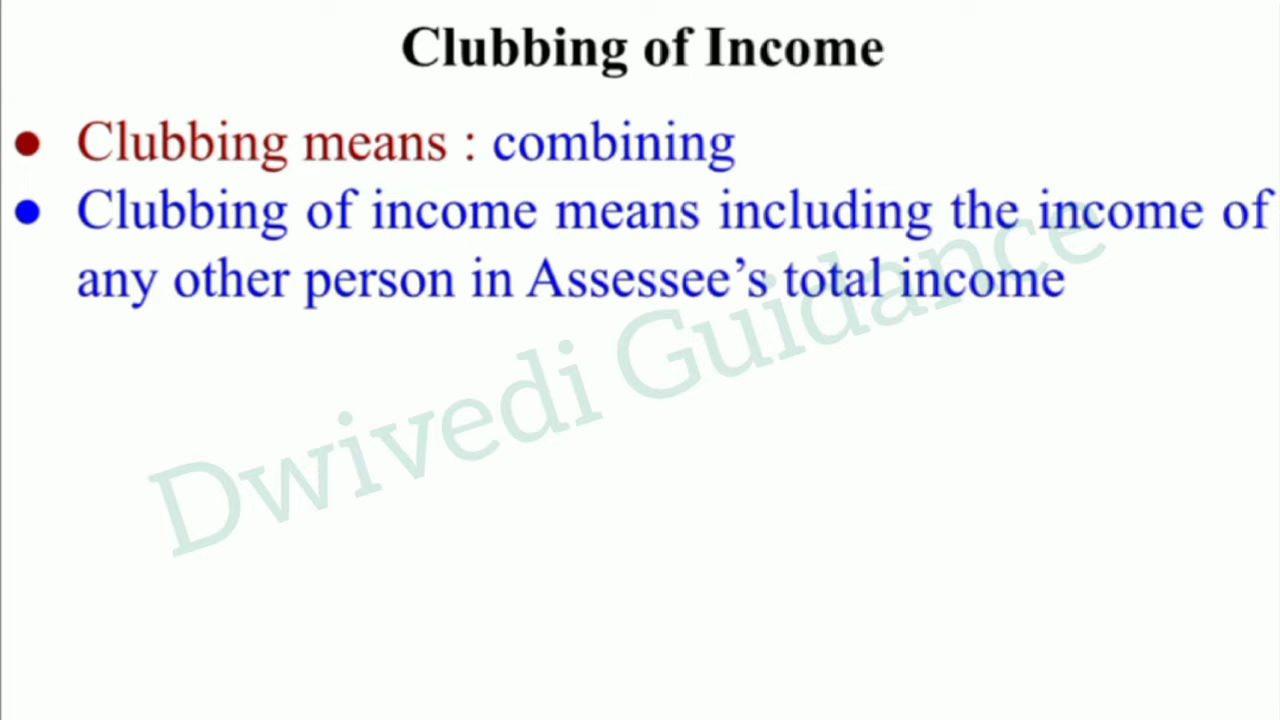 Clubbing of Income
● Clubbing means : combining
● Clubbing of income means including the income of
any other person in Assessee’s total income
Dwivedi Guidance